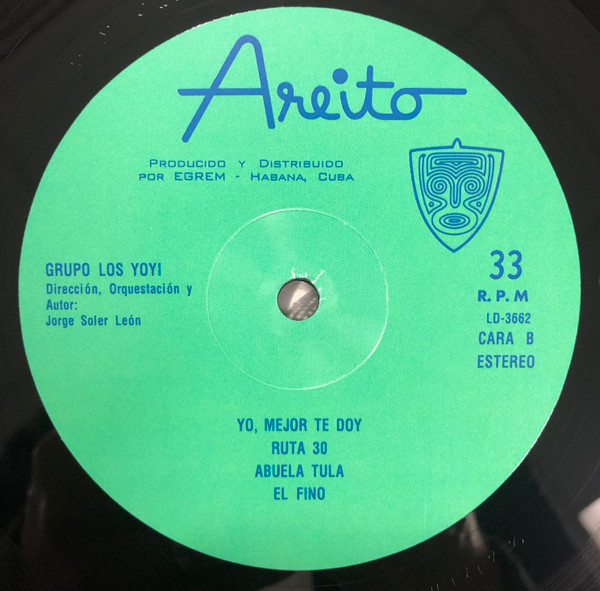 Areito
PRODUCIDO Y DISTRIBUIDO
POR EGREM - HABANA, CUBA
GRUPO LOS YOYI
Dirección, Orquestación y
Autor:
Jorge Soler León
33
R. P. M
LD-3662
CARA B
ESTEREO
YO, MEJOR TE DOY
RUTA 30
ABUELA TULA
EL FINO